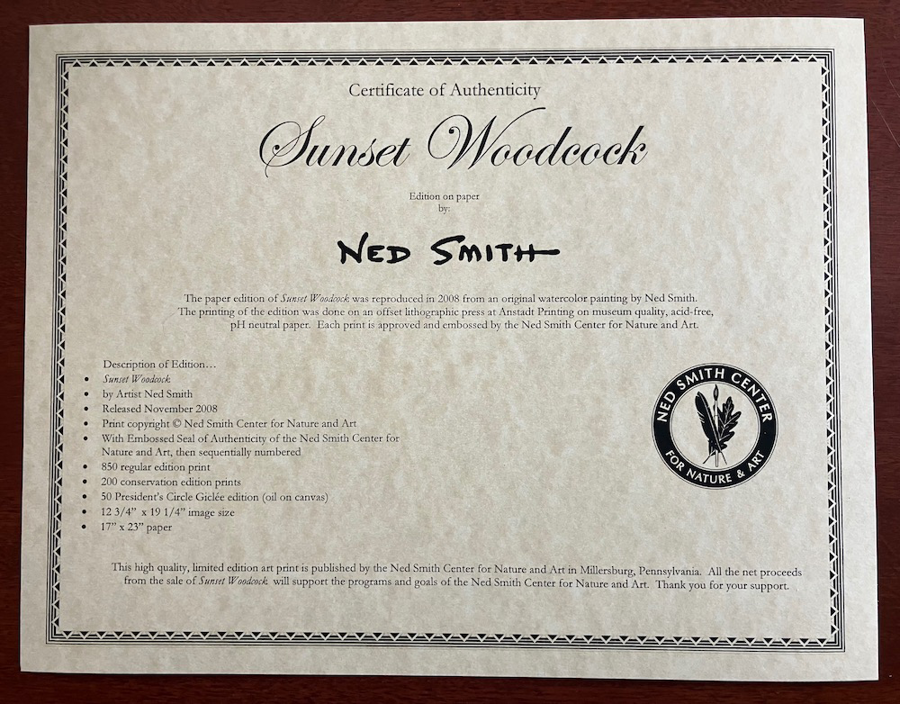 Certificate of Authenticity
Sunset Woodcock
Edition on paper
by:
NED SMITH
The paper edition of Sunset Woodcock was reproduced in 2008 from an original watercolor painting by Ned Smith.
The printing of the edition was done on an offset lithographic press at Anstadt Printing on museum quality, acid-free,
pH neutral paper. Each print is approved and embossed by the Ned Smith Center for Nature and Art.
Description of Edition…
• Sunset Woodcock
• by Artist Ned Smith
• Released November 2008
• Print copyright © Ned Smith Center for Nature and Art
• With Embossed Seal of Authenticity of the Ned Smith Center for
Nature and Art, then sequentially numbered
• 850 regular edition print
• 200 conservation edition prints
• 50 President's Circle Giclée edition (oil on canvas)
• 12 3/4" x 19 1/4" image size
• 17" x 23" paper
NED SMITH CENTER
FOR NATURE & ART
This high quality, limited edition art print is published by the Ned Smith Center for Nature and Art in Millersburg, Pennsylvania. All the net proceeds
from the sale of Sunset Woodcock will support the programs and goals of the Ned Smith Center for Nature and Art. Thank you for your support.